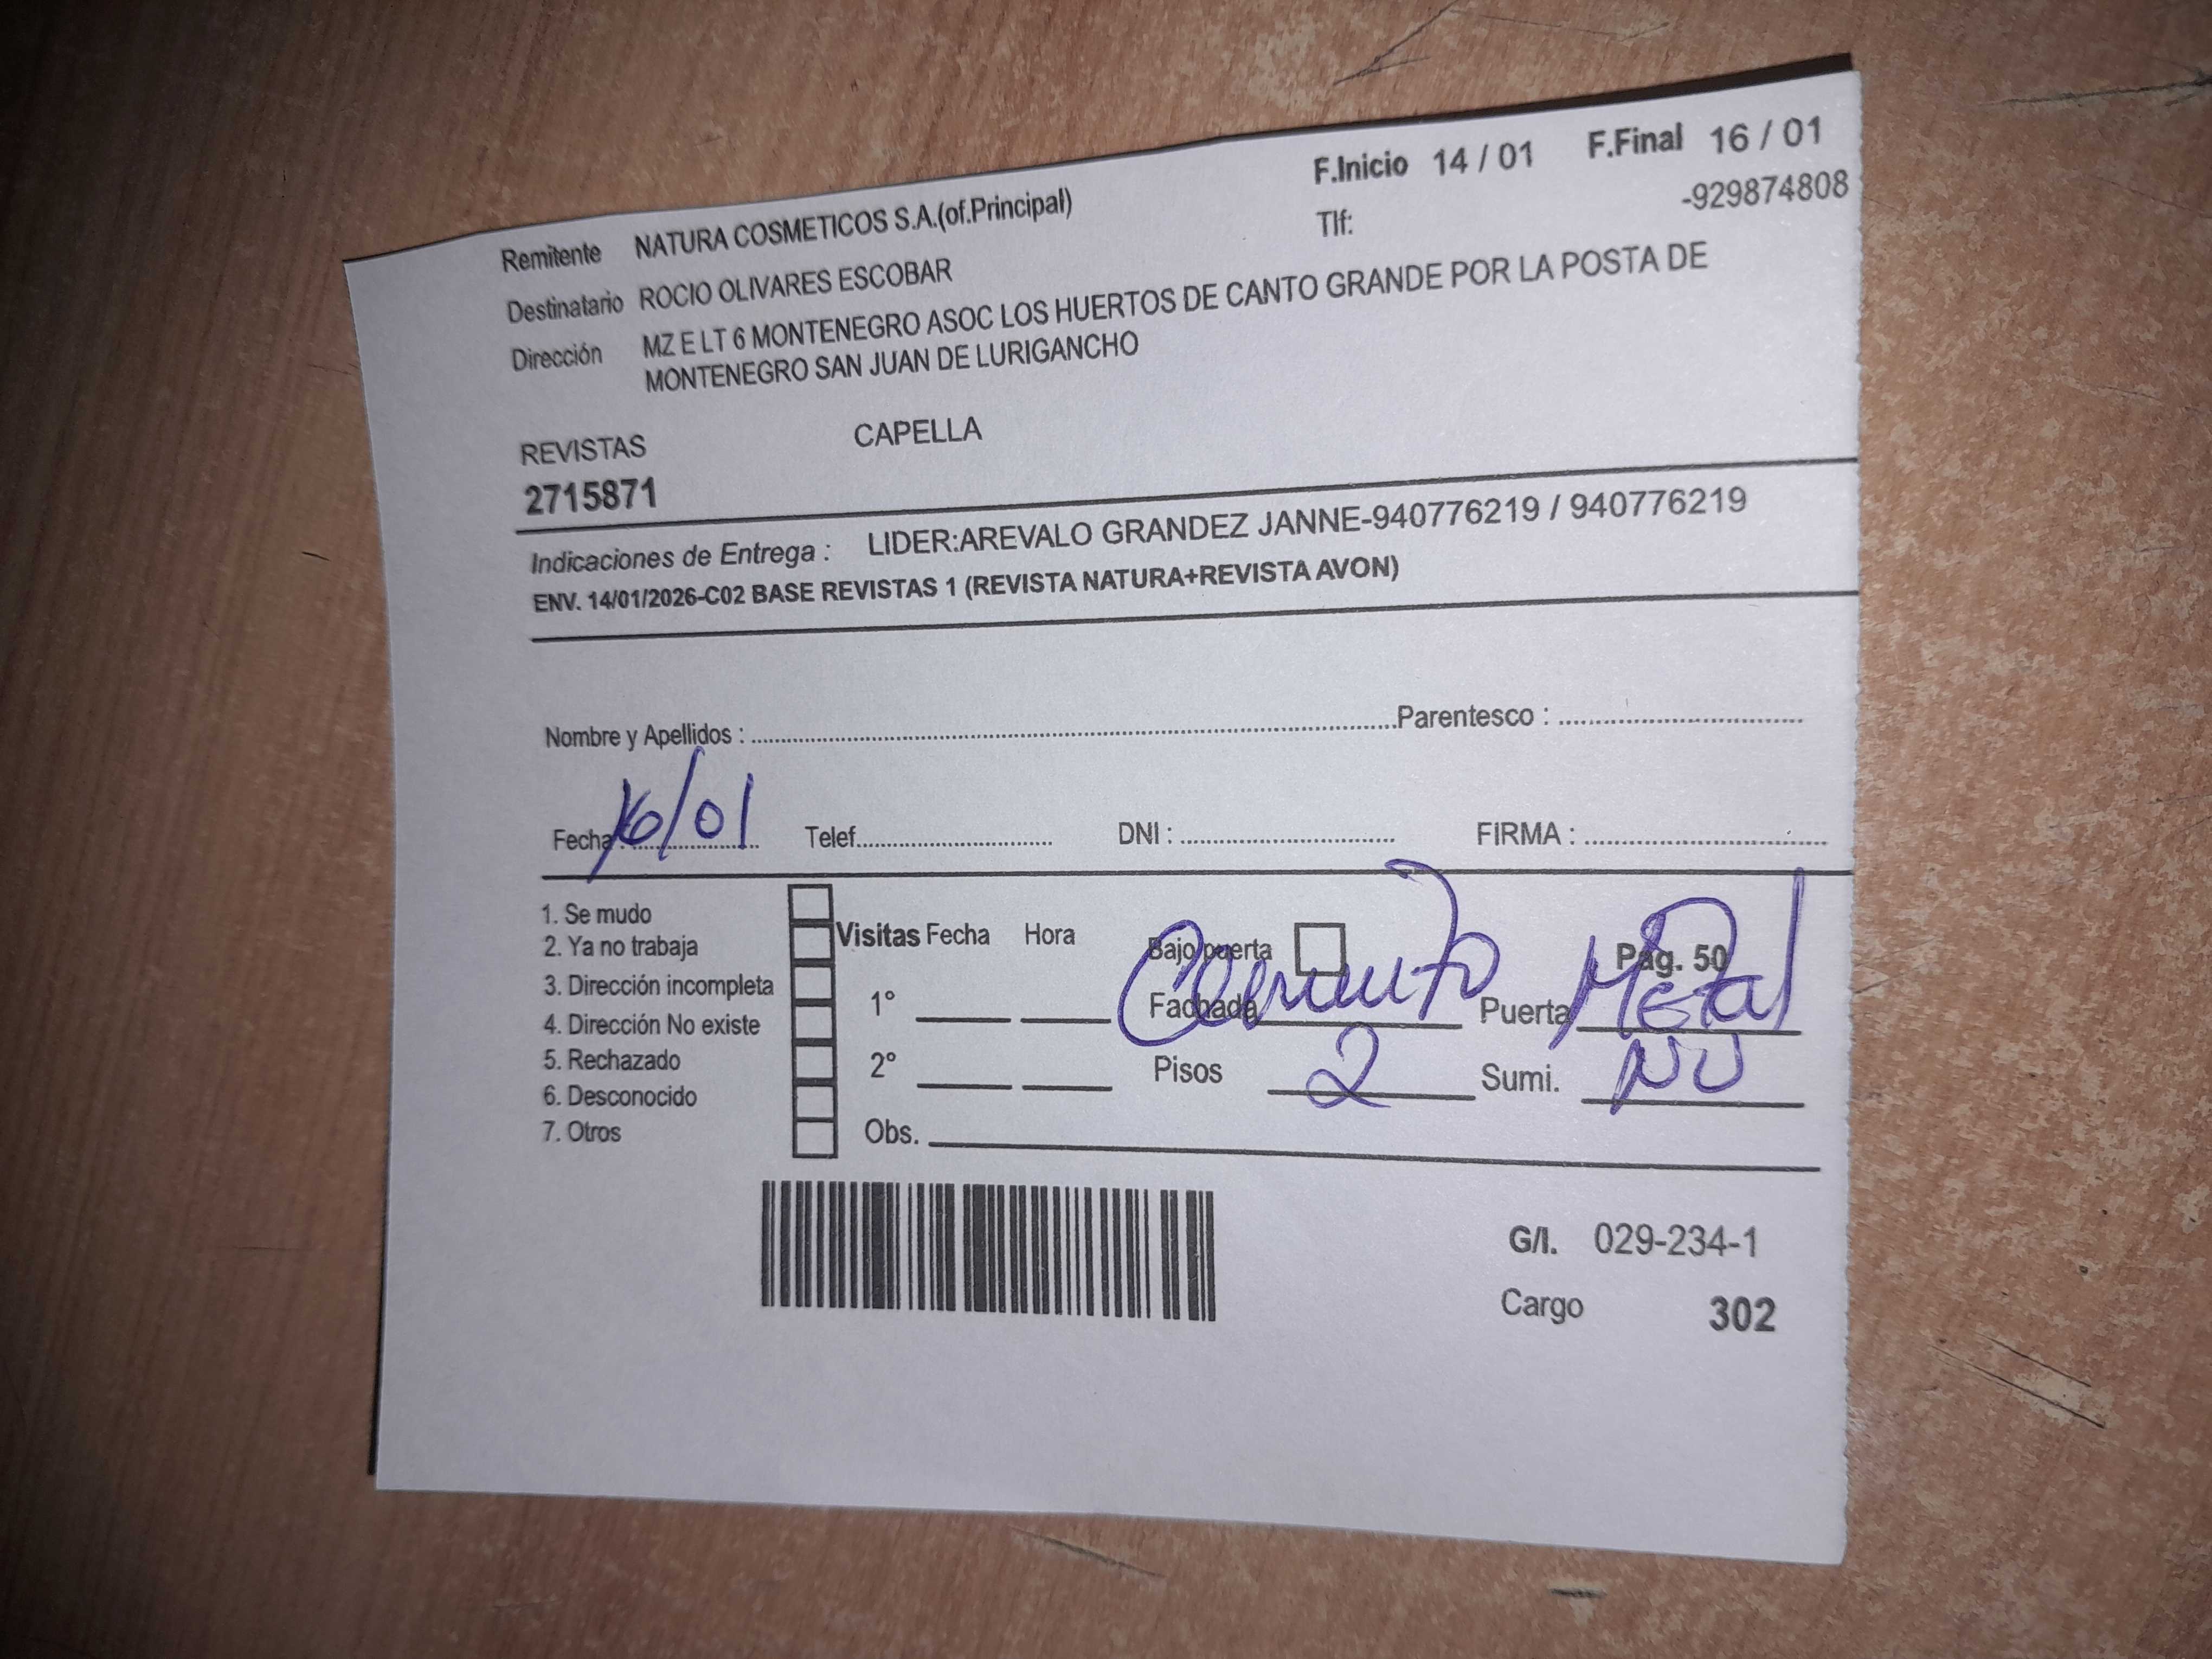 F.Inicio 14 / 01 F.Final 16 / 01
Remitente NATURA COSMETICOS S.A.(of.Principal) Tlf: -929874808
Destinatario ROCIO OLIVARES ESCOBAR
Dirección MZ E LT 6 MONTENEGRO ASOC LOS HUERTOS DE CANTO GRANDE POR LA POSTA DE
MONTENEGRO SAN JUAN DE LURIGANCHO
REVISTAS CAPELLA
2715871
Indicaciones de Entrega : LIDER:AREVALO GRANDEZ JANNE-940776219 / 940776219
ENV. 14/01/2026-C02 BASE REVISTAS 1 (REVISTA NATURA+REVISTA AVON)
Nombre y Apellidos : Parentesco :
Fecha : 16/01 Telef. DNI : FIRMA :
1. Se mudo
2. Ya no trabaja Visitas Fecha Hora Bajo puerta Pág. 50
3. Dirección incompleta 1° Fachada Cemento Puerta Metal
4. Dirección No existe
5. Rechazado 2° Pisos 2 Sumi.
6. Desconocido
7. Otros Obs.
G/I. 029-234-1
Cargo 302